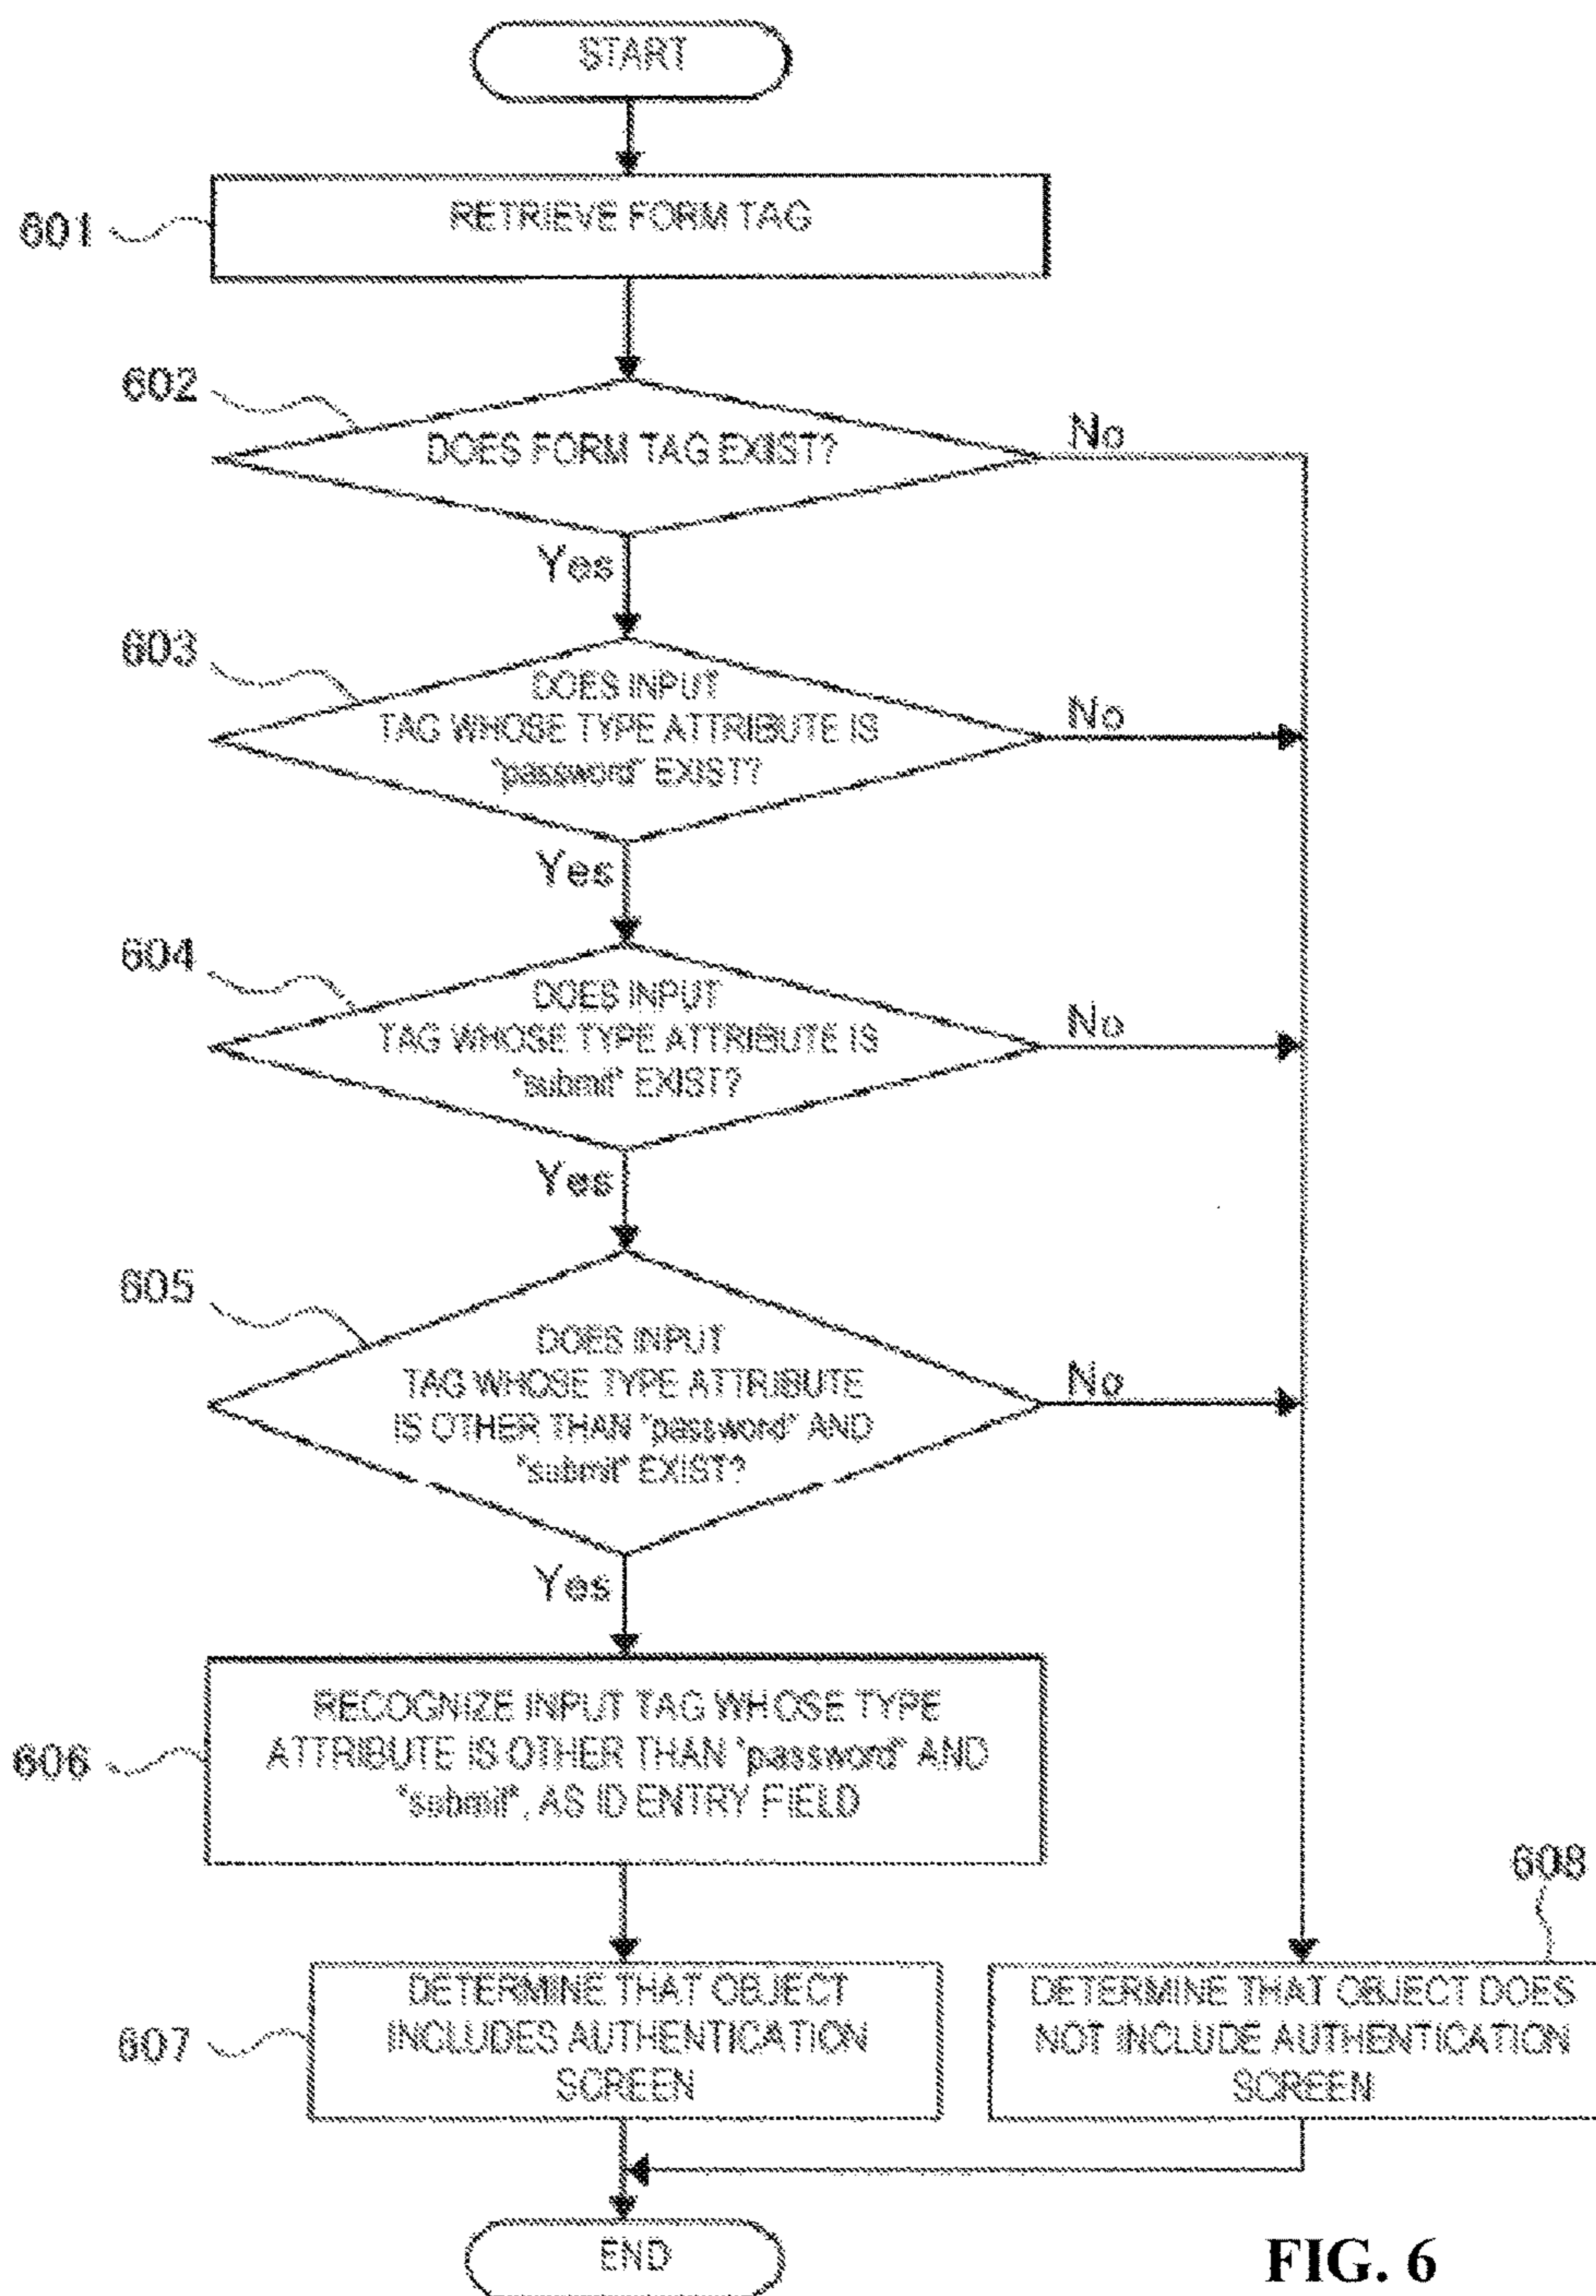 START
601
RETRIEVE FORM TAG
602
DOES FORM TAG EXIST?
No
Yes
603
DOES INPUT
TAG WHOSE TYPE ATTRIBUTE IS
"password" EXIST?
No
Yes
604
DOES INPUT
TAG WHOSE TYPE ATTRIBUTE IS
"submit" EXIST?
No
Yes
605
DOES INPUT
TAG WHOSE TYPE ATTRIBUTE
IS OTHER THAN "password" AND
"submit" EXIST?
No
Yes
606
RECOGNIZE INPUT TAG WHOSE TYPE
ATTRIBUTE IS OTHER THAN "password" AND
"submit", AS ID ENTRY FIELD
607
DETERMINE THAT OBJECT
INCLUDES AUTHENTICATION
SCREEN
608
DETERMINE THAT OBJECT DOES
NOT INCLUDE AUTHENTICATION
SCREEN
END
FIG. 6